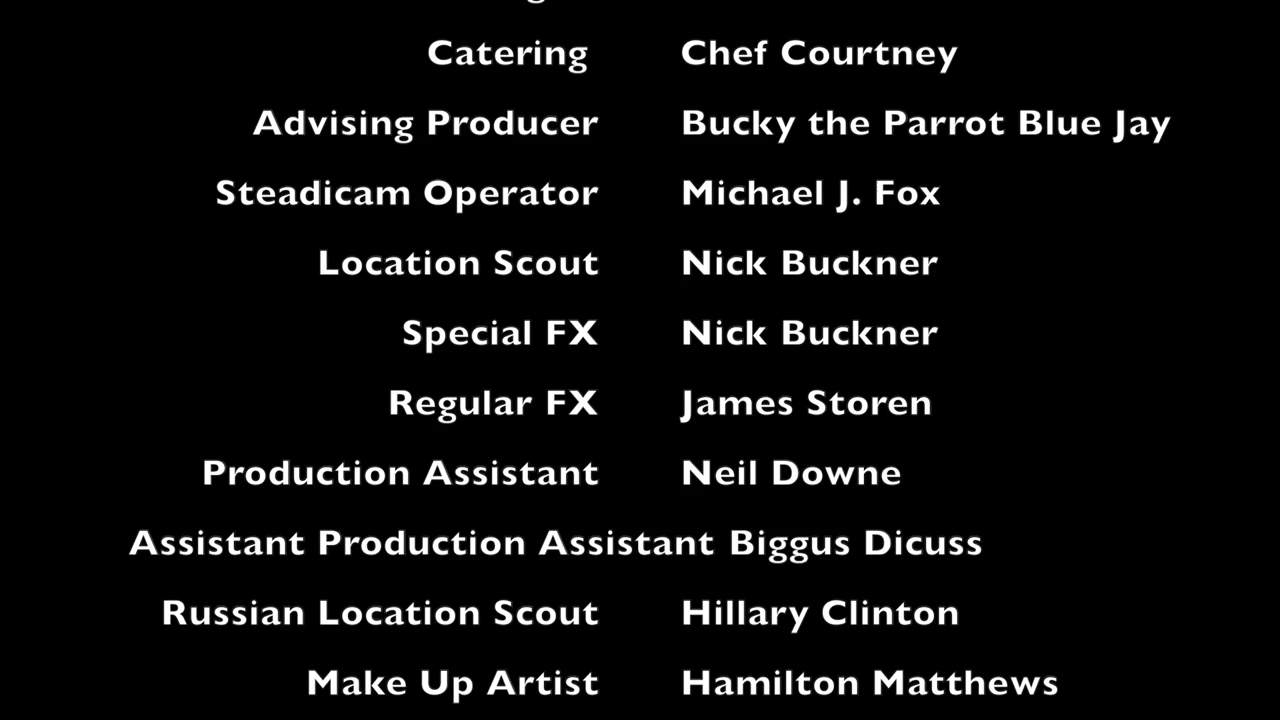 Catering Chef Courtney
Advising Producer Bucky the Parrot Blue Jay
Steadicam Operator Michael J. Fox
Location Scout Nick Buckner
Special FX Nick Buckner
Regular FX James Storen
Production Assistant Neil Downe
Assistant Production Assistant Biggus Dicuss
Russian Location Scout Hillary Clinton
Make Up Artist Hamilton Matthews